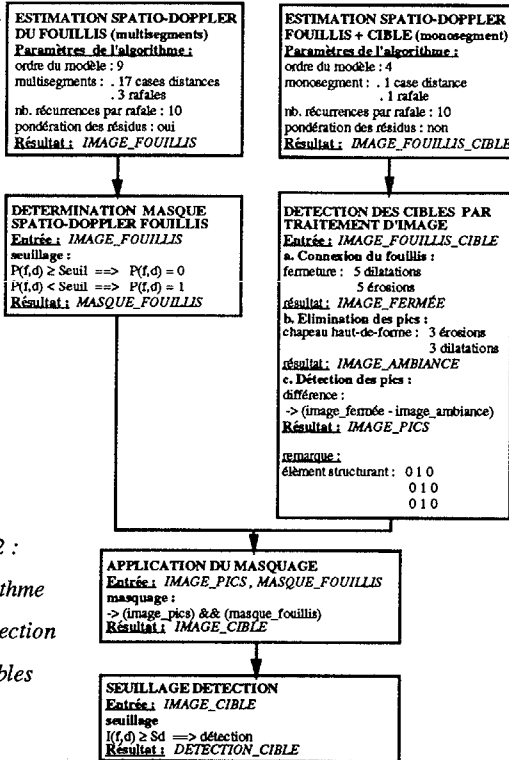 ESTIMATION SPATIO-DOPPLER
DU FOUILLIS (multisegments)
Paramètres de l'algorithme :
ordre du modèle : 9
multisegments : . 17 cases distances
. 3 rafales
nb. récurrences par rafale : 10
pondération des résidus : oui
Résultat : IMAGE_FOUILLIS
ESTIMATION SPATIO-DOPPLER
FOUILLIS + CIBLE (monosegment)
Paramètres de l'algorithme :
ordre du modèle : 4
monosegment : . 1 case distance
. 1 rafale
nb. récurrences par rafale : 10
pondération des résidus : non
Résultat : IMAGE_FOUILLIS_CIBLE
DETERMINATION MASQUE
SPATIO-DOPPLER FOUILLIS
Entrée : IMAGE_FOUILLIS
seuillage :
P(f,d) ≥ Seuil ==> P(f,d) = 0
P(f,d) < Seuil ==> P(f,d) = 1
Résultat : MASQUE_FOUILLIS
DETECTION DES CIBLES PAR
TRAITEMENT D'IMAGE
Entrée : IMAGE_FOUILLIS_CIBLE
a. Connexion du fouillis :
fermeture : 5 dilatations
5 érosions
résultat : IMAGE_FERMÉE
b. Elimination des pics :
chapeau haut-de-forme : 3 érosions
3 dilatations
résultat : IMAGE_AMBIANCE
c. Détection des pics :
différence :
-> (image_fermée - image_ambiance)
Résultat : IMAGE_PICS
remarque :
élèment structurant : 0 1 0
0 1 0
0 1 0
2 :
thme
ection
bles
APPLICATION DU MASQUAGE
Entrée : IMAGE_PICS , MASQUE_FOUILLIS
masquage :
-> (image_pics) && (masque_fouillis)
Résultat : IMAGE_CIBLE
SEUILLAGE DETECTION
Entrée : IMAGE_CIBLE
seuillage
I(f,d) ≥ Sd ==> détection
Résultat : DETECTION_CIBLE